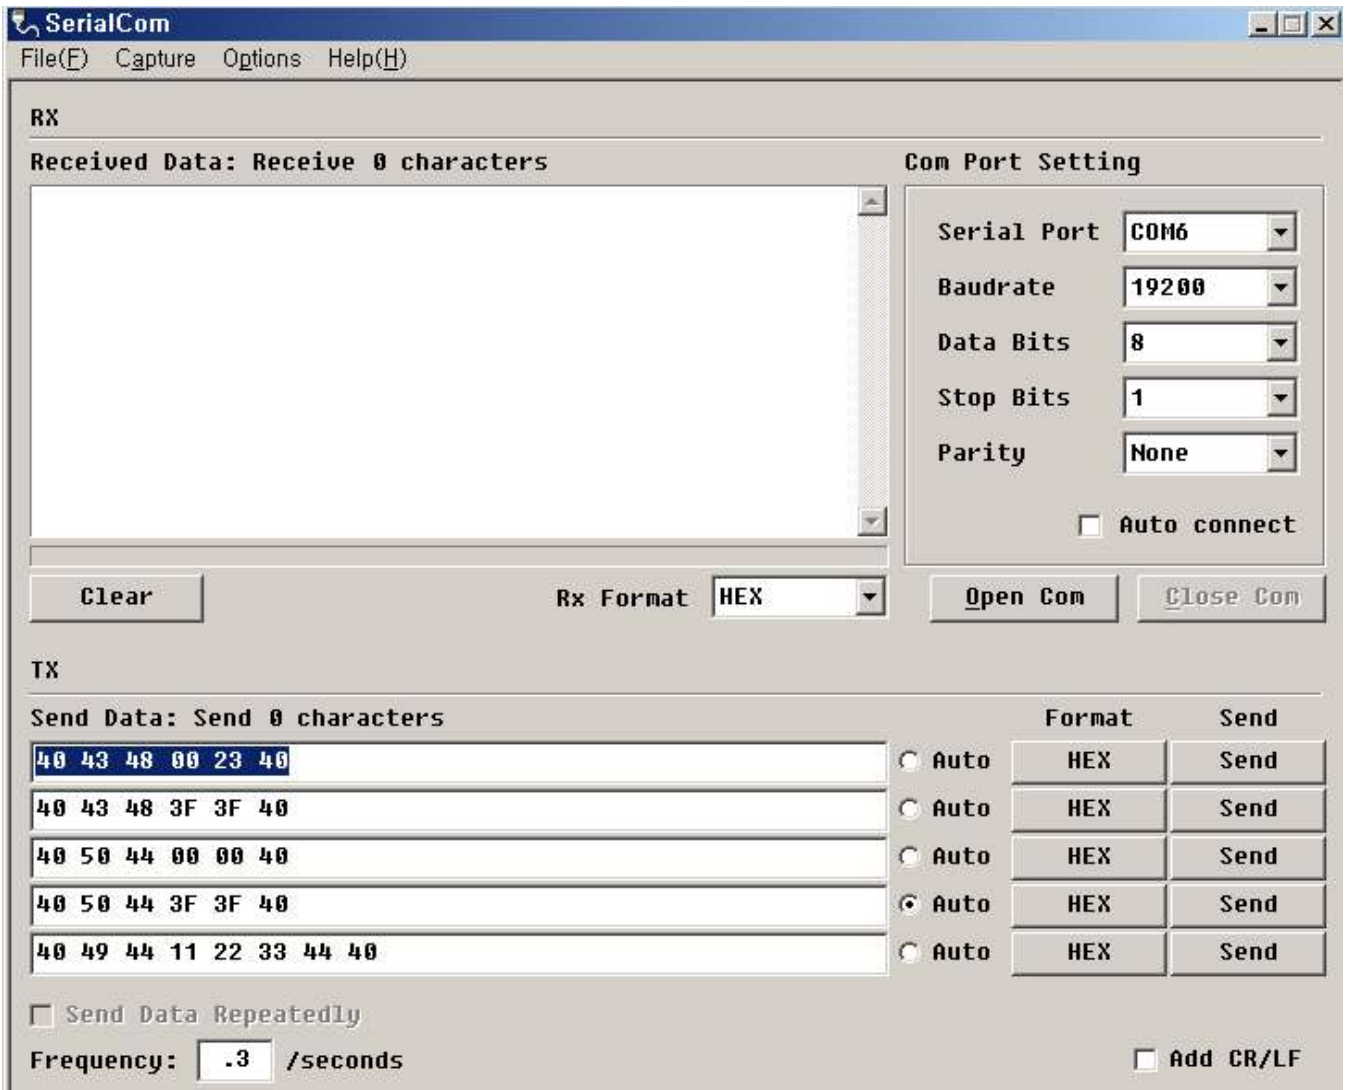 SerialCom
File(F) Capture Options Help(H)
RX
Received Data: Receive 0 characters
Com Port Setting
Serial Port COM6
Baudrate 19200
Data Bits 8
Stop Bits 1
Parity None
Auto connect
Clear Rx Format HEX Open Com Close Com
TX
Send Data: Send 0 characters Format Send
40 43 48 00 23 40 Auto HEX Send
40 43 48 3F 3F 40 Auto HEX Send
40 50 44 00 00 40 Auto HEX Send
40 50 44 3F 3F 40 Auto HEX Send
40 49 44 11 22 33 44 40 Auto HEX Send
Send Data Repeatedly
Frequency: .3 /seconds Add CR/LF